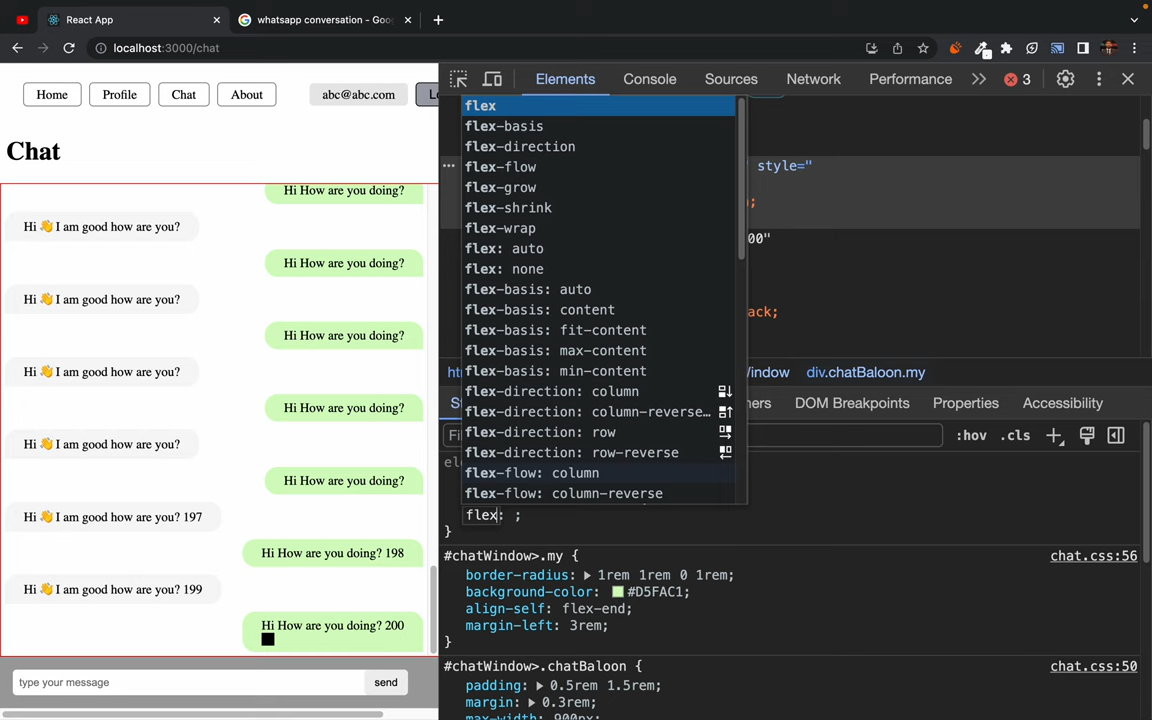 React App
whatsapp conversation - Goo
localhost:3000/chat
Home
Profile
Chat
About
abc@abc.com
Chat
Hi How are you doing?
Hi 👋 I am good how are you?
Hi How are you doing?
Hi 👋 I am good how are you?
Hi How are you doing?
Hi 👋 I am good how are you?
Hi How are you doing?
Hi 👋 I am good how are you?
Hi How are you doing?
Hi 👋 I am good how are you? 197
Hi How are you doing? 198
Hi 👋 I am good how are you? 199
Hi How are you doing? 200
type your message
send
Elements
Console
Sources
Network
Performance
3
flex
flex-basis
flex-direction
flex-flow
flex-grow
flex-shrink
flex-wrap
flex: auto
flex: none
flex-basis: auto
flex-basis: content
flex-basis: fit-content
flex-basis: max-content
flex-basis: min-content
flex-direction: column
flex-direction: column-reverse…
flex-direction: row
flex-direction: row-reverse
flex-flow: column
flex-flow: column-reverse
" style="
;
00"
ack;
div.chatBaloon.my
DOM Breakpoints
Properties
Accessibility
:hov
.cls
flex: ;
}
#chatWindow>.my {
chat.css:56
border-radius: 1rem 1rem 0 1rem;
background-color: #D5FAC1;
align-self: flex-end;
margin-left: 3rem;
}
#chatWindow>.chatBaloon {
chat.css:50
padding: 0.5rem 1.5rem;
margin: 0.3rem;
max-width: 900px;